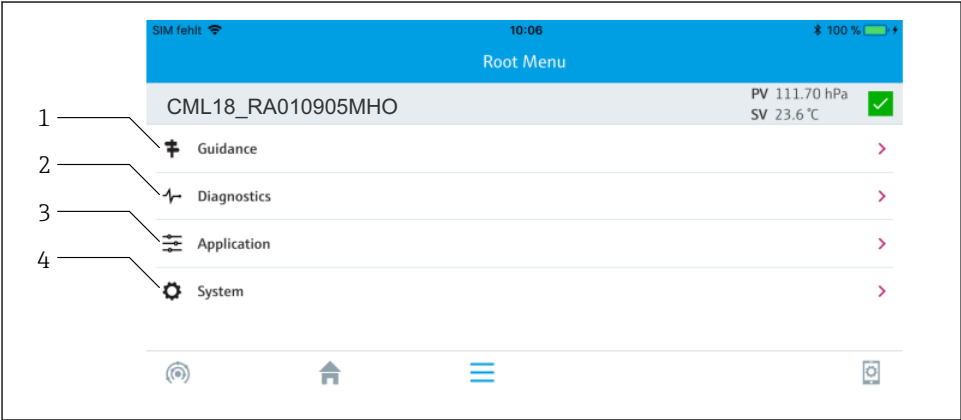 SIM fehlt 10:06 100 %
Root Menu
CML18_RA010905MHO
PV 111.70 hPa
SV 23.6 °C
1
Guidance
2
Diagnostics
3
Application
4
System